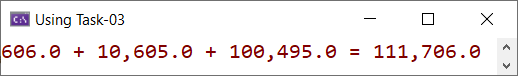 Using Task-03
606.0 + 10,605.0 + 100,495.0 = 111,706.0